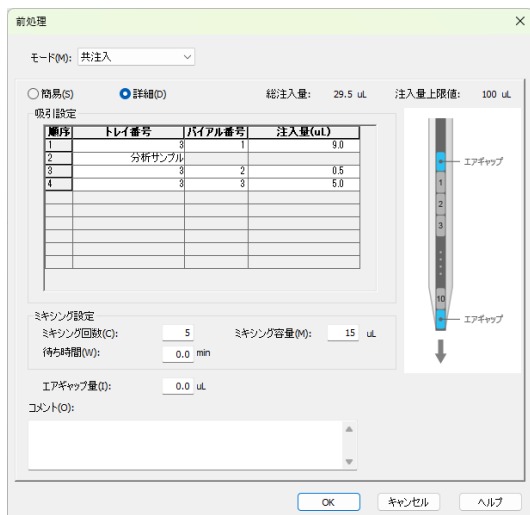 前処理
モード(M): 共注入
簡易(S) 詳細(D) 総注入量: 29.5 uL 注入量上限値: 100 uL
吸引設定
順序 トレイ番号 バイアル番号 注入量(uL)
1 3 1 9.0
2 分析サンプル
3 3 2 0.5
4 3 3 5.0
エアギャップ
1
2
3
10
エアギャップ
ミキシング設定
ミキシング回数(C): 5 ミキシング容量(M): 15 uL
待ち時間(W): 0.0 min
エアギャップ量(I): 0.0 uL
コメント(O):
OK キャンセル ヘルプ